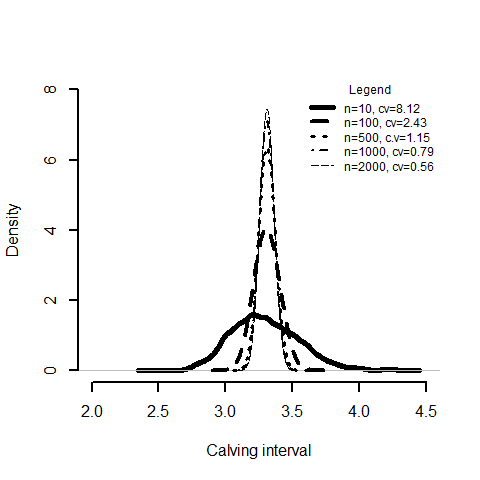 Legend
n=10, cv=8.12
n=100, cv=2.43
n=500, c.v=1.15
n=1000, cv=0.79
n=2000, cv=0.56
8
6
4
2
0
Density
2.0 2.5 3.0 3.5 4.0 4.5
Calving interval